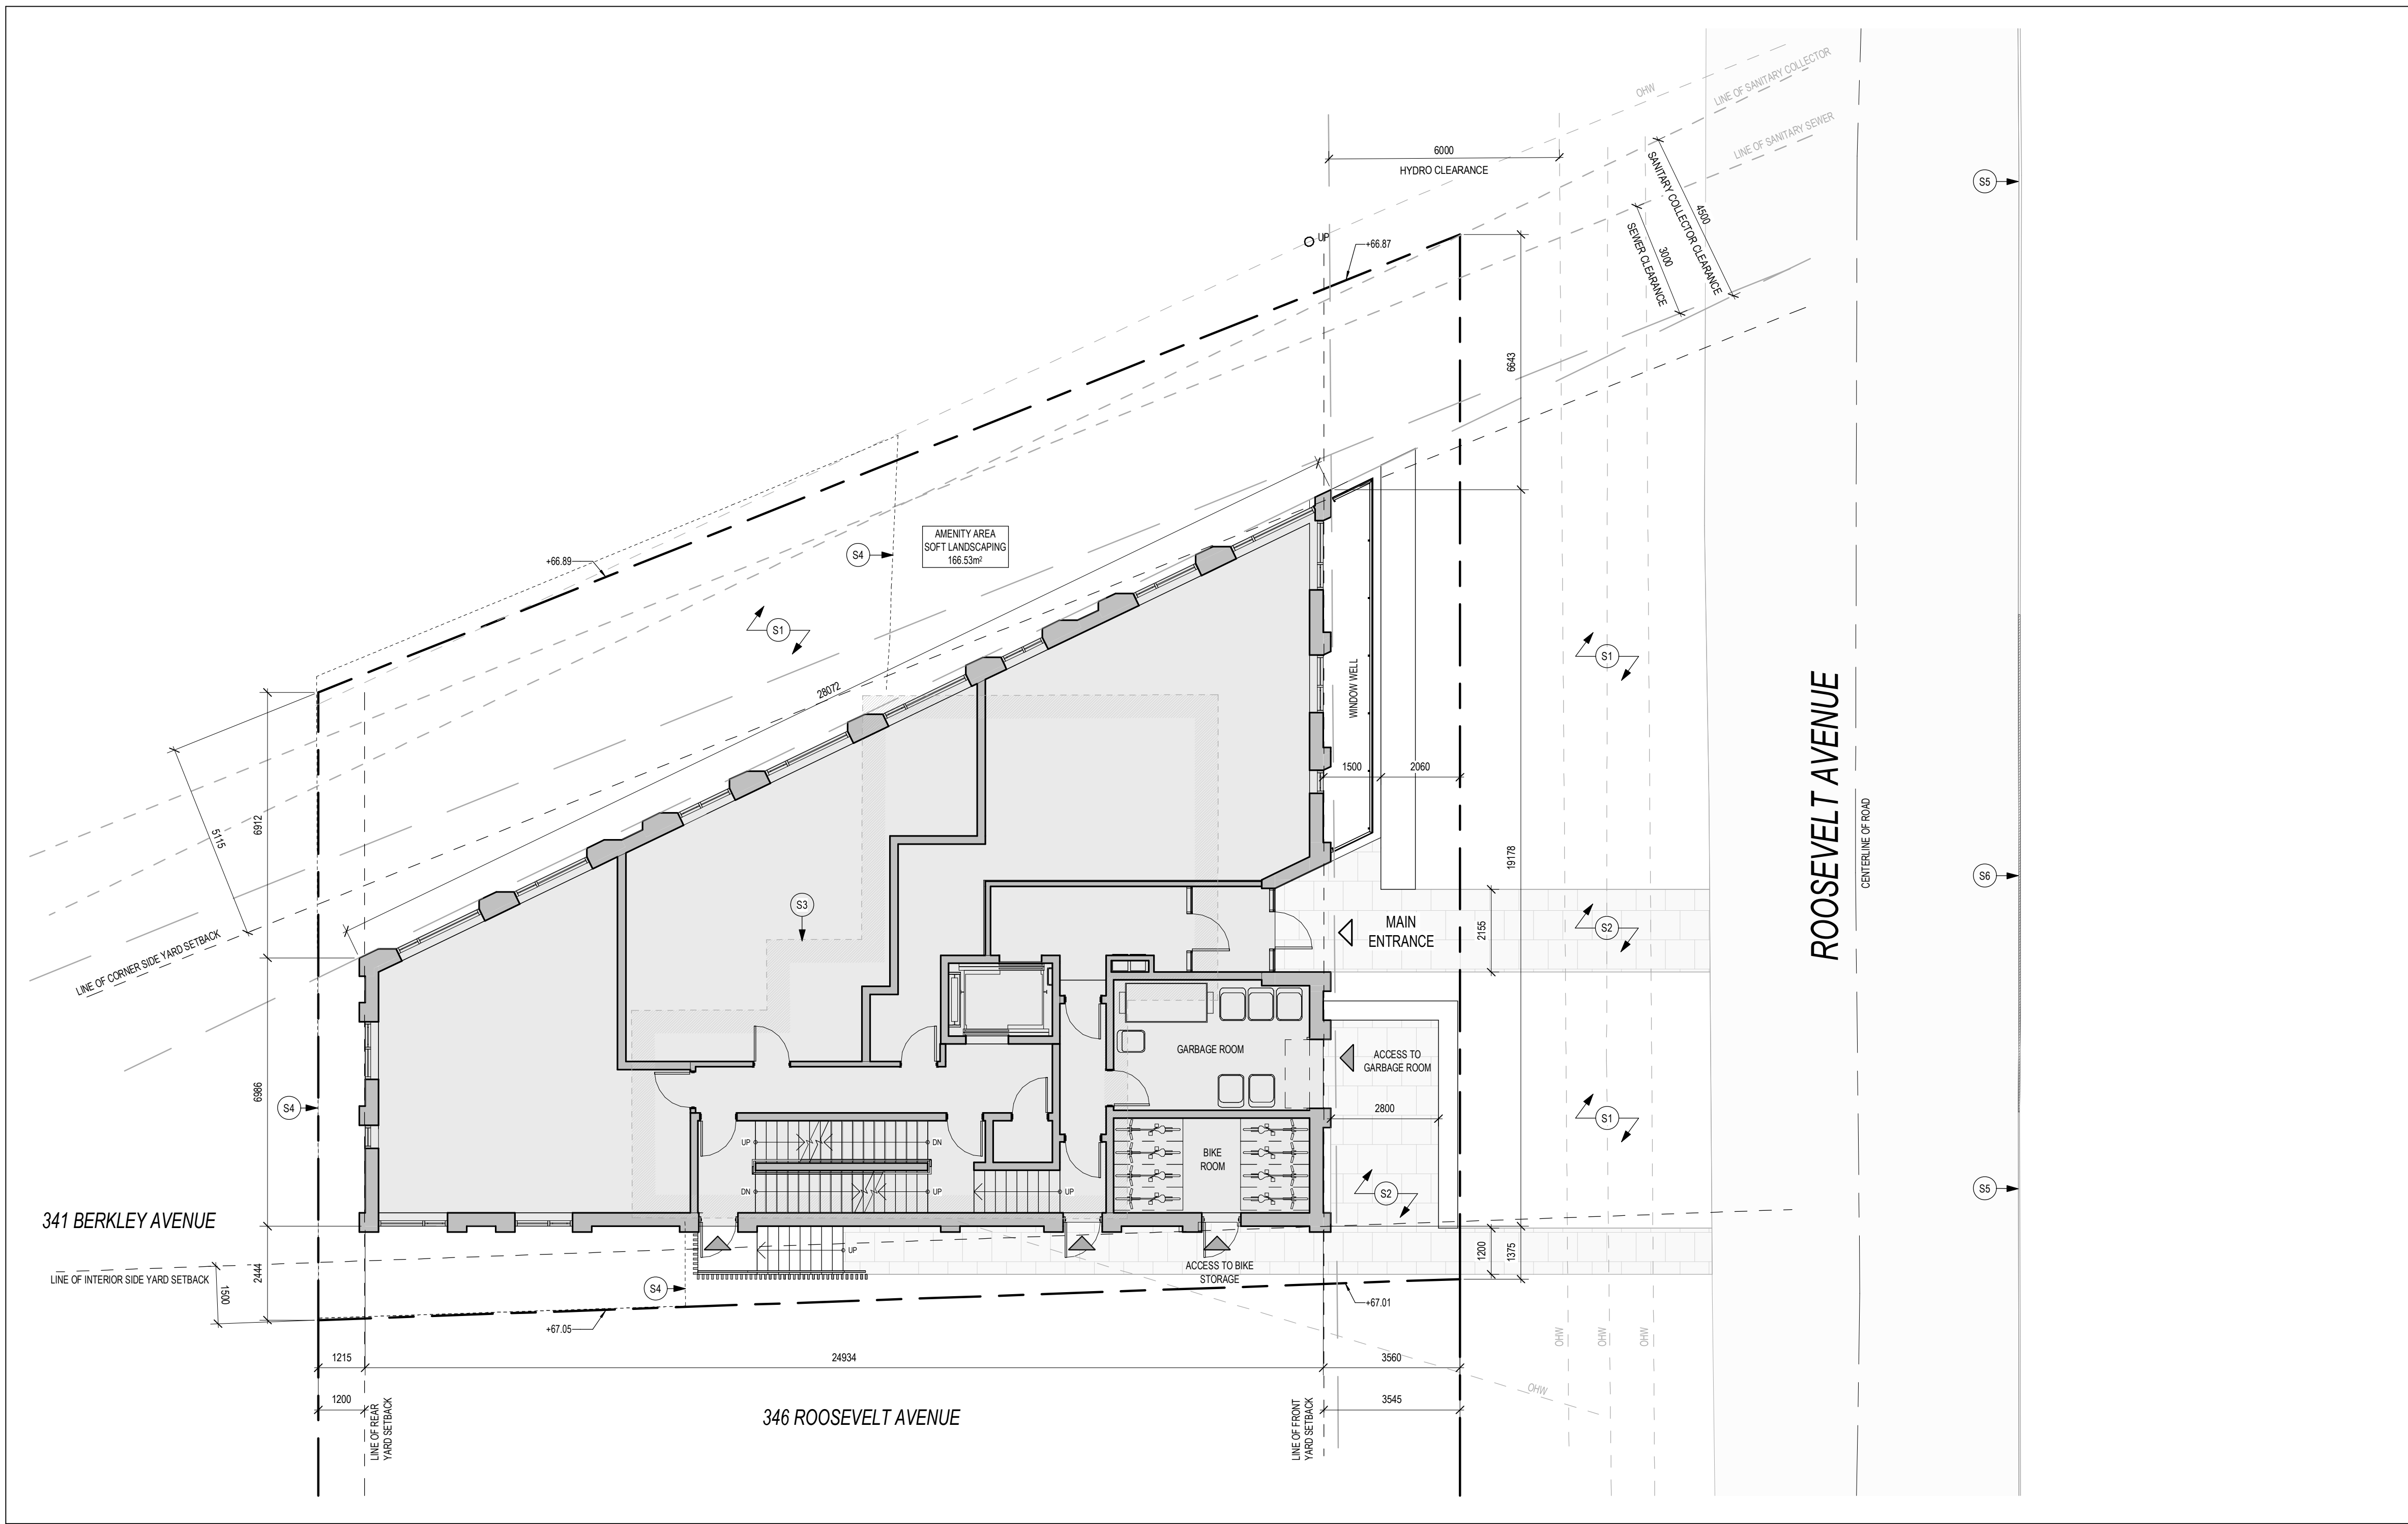 OHW
LINE OF SANITARY COLLECTOR
LINE OF SANITARY SEWER
6000
HYDRO CLEARANCE
SANITARY COLLECTOR CLEARANCE
4500
SEWER CLEARANCE
3000
S5
UP
+66.87
6643
+66.89
S4
AMENITY AREA
SOFT LANDSCAPING
166.53m²
S1
28072
WINDOW WELL
S1
ROOSEVELT AVENUE
CENTERLINE OF ROAD
1500
2060
5115
6912
19178
S6
S3
MAIN
ENTRANCE
2155
S2
LINE OF CORNER SIDE YARD SETBACK
GARBAGE ROOM
ACCESS TO
GARBAGE ROOM
6986
S4
2800
S1
UP
DN
BIKE
ROOM
DN
UP
UP
S2
S5
341 BERKLEY AVENUE
UP
LINE OF INTERIOR SIDE YARD SETBACK
1500
2444
ACCESS TO BIKE
STORAGE
1200
1375
S4
+67.05
+67.01
OHW
OHW
OHW
1215
24934
3560
OHW
1200
LINE OF REAR
YARD SETBACK
346 ROOSEVELT AVENUE
LINE OF FRONT
YARD SETBACK
3545